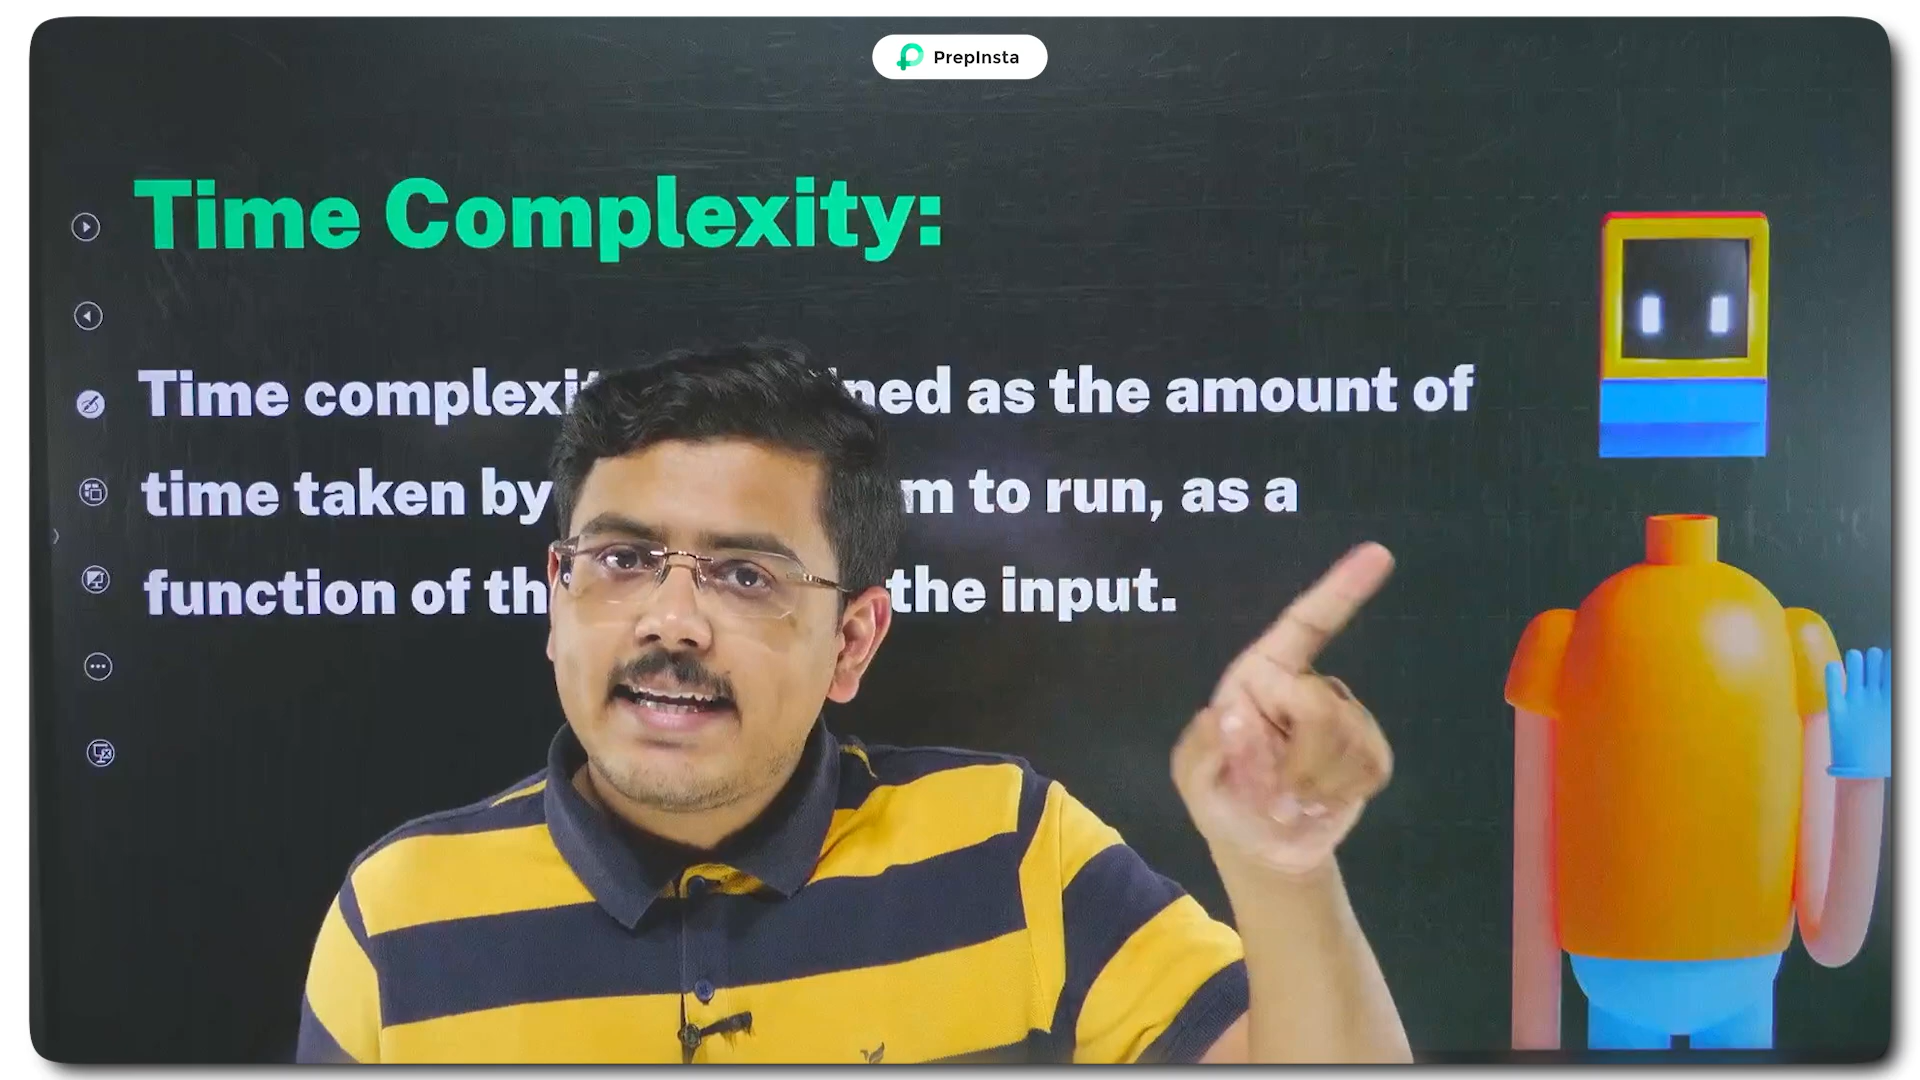 PrepInsta
Time Complexity:
Time complexi ned as the amount of
time taken by m to run, as a
function of th the input.